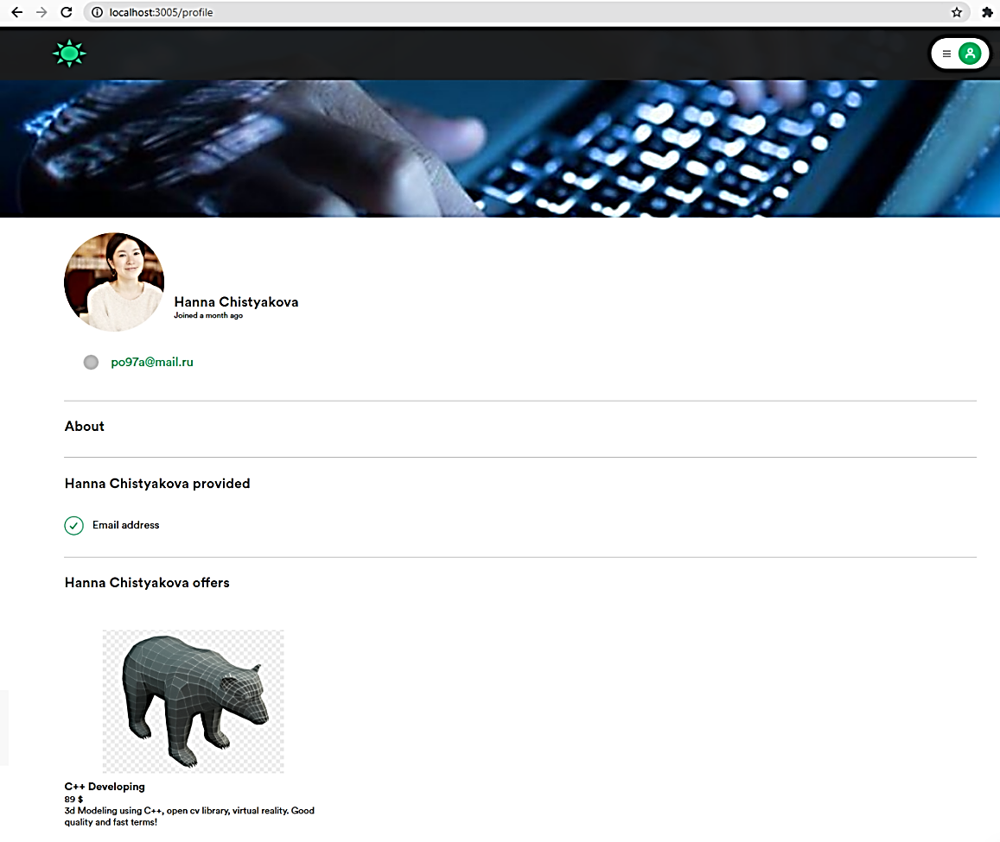 localhost:3005/profile
Hanna Chistyakova
Joined a month ago
po97a@mail.ru
About
Hanna Chistyakova provided
Email address
Hanna Chistyakova offers
C++ Developing
89 $
3d Modeling using C++, open cv library, virtual reality. Good
quality and fast terms!